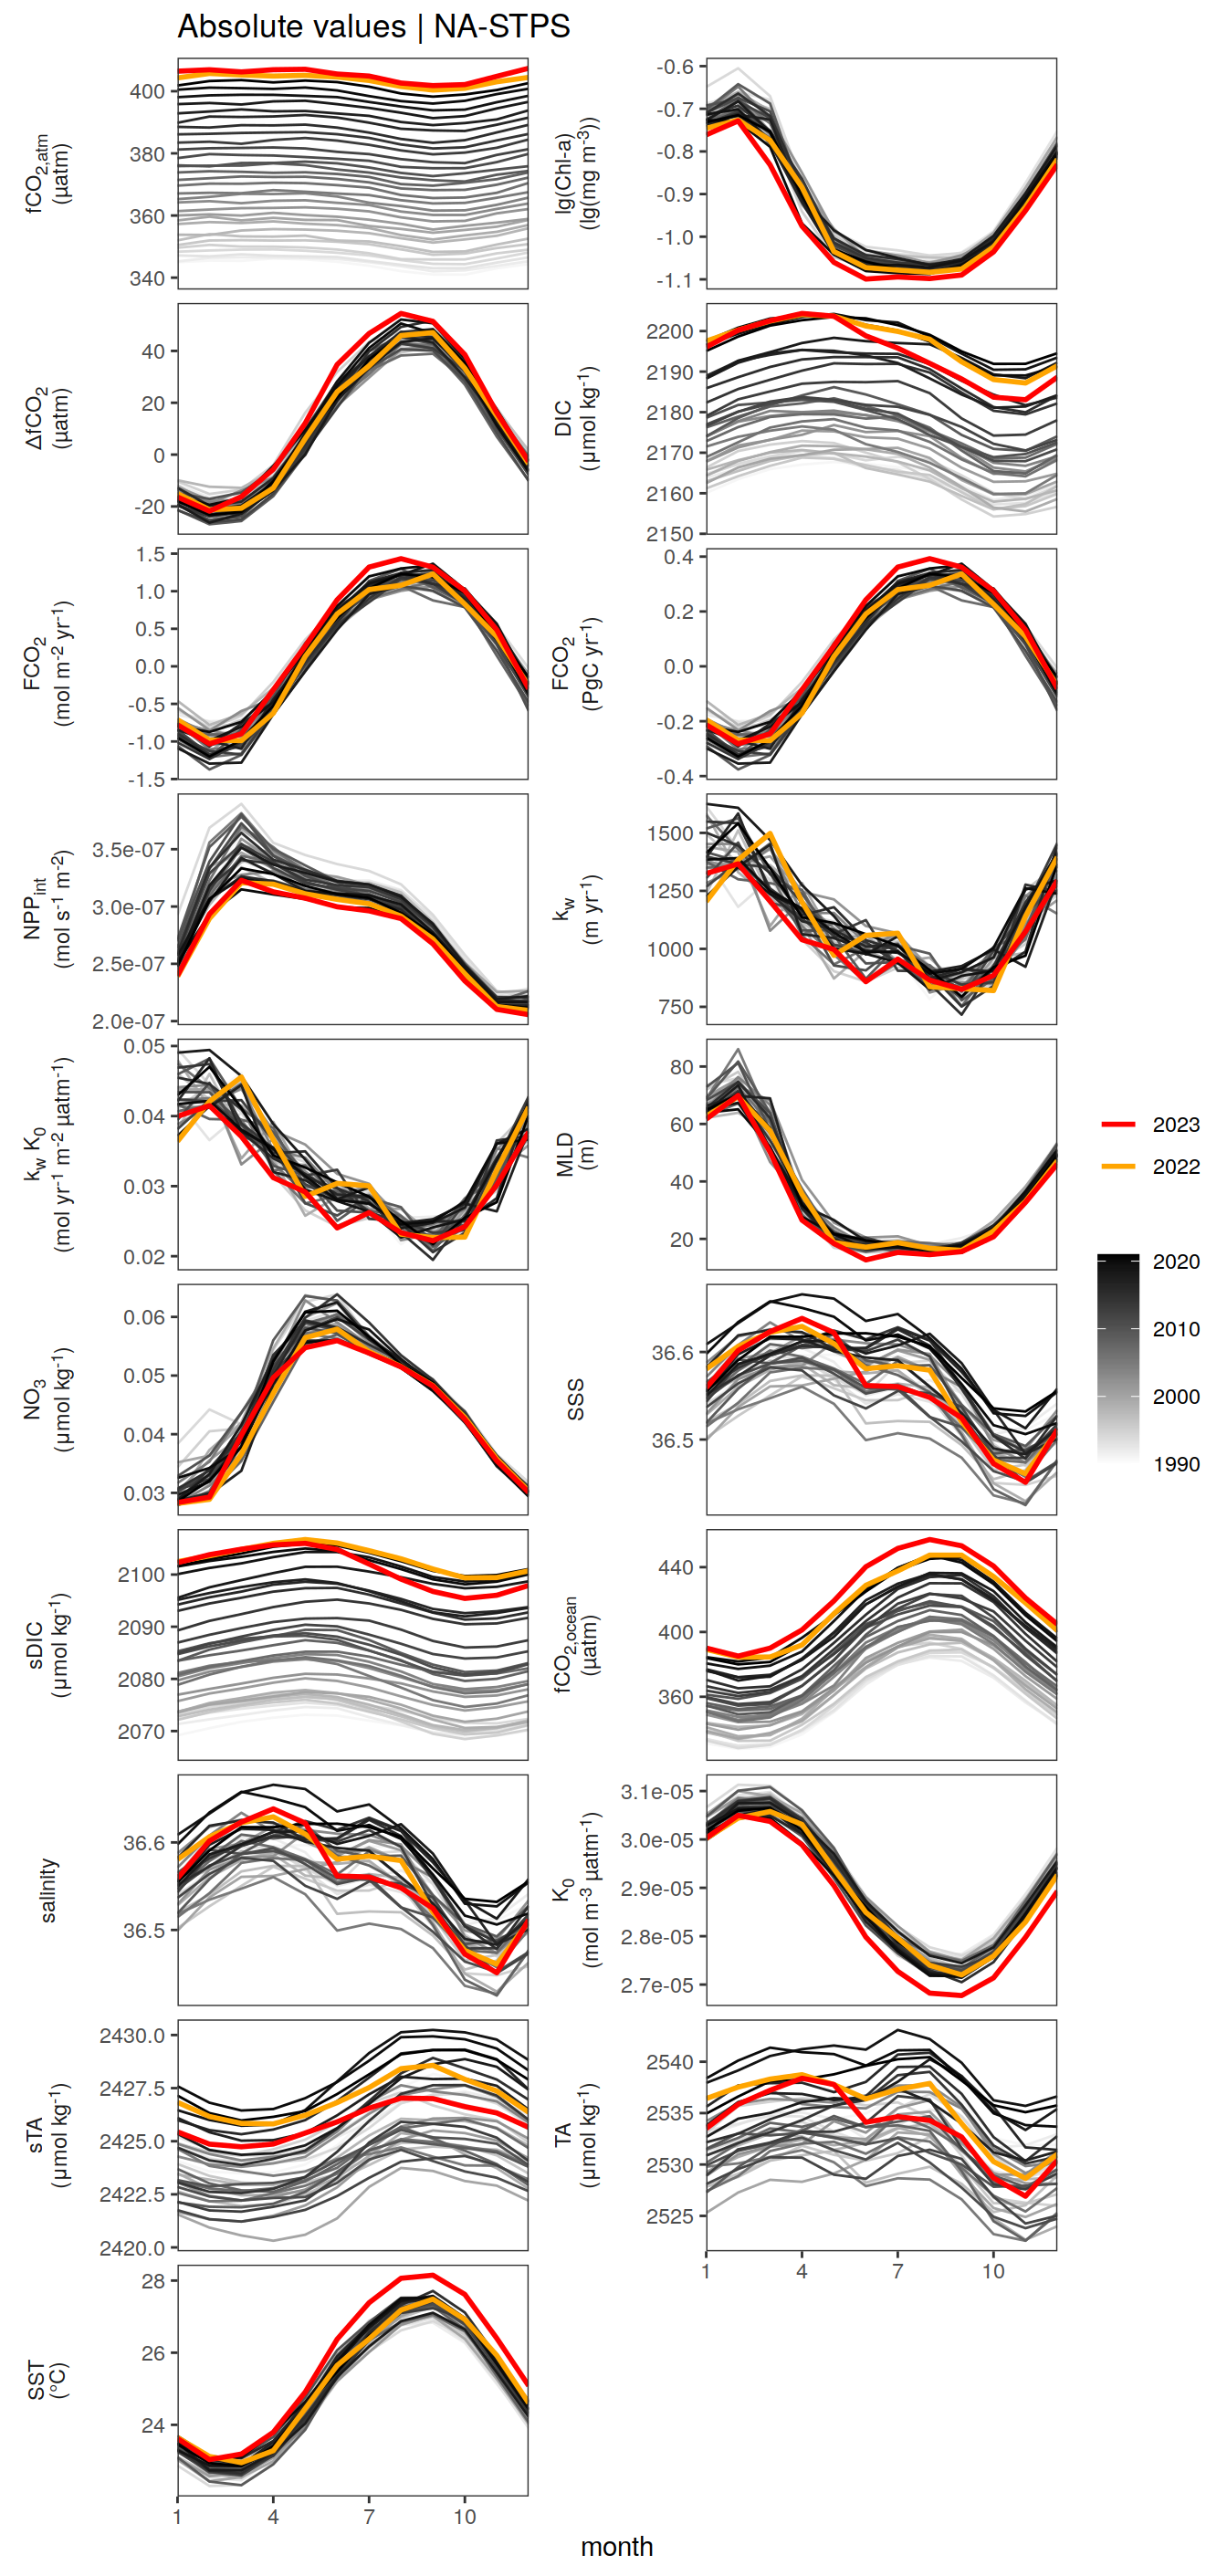 Absolute values | NA-STPS
fCO2,atm
(µatm)
400
380
360
340
lg(Chl-a)
(lg(mg m-3))
-0.6
-0.7
-0.8
-0.9
-1.0
-1.1
ΔfCO2
(µatm)
40
20
0
-20
DIC
(µmol kg-1)
2200
2190
2180
2170
2160
2150
FCO2
(mol m-2 yr-1)
1.5
1.0
0.5
0.0
-0.5
-1.0
-1.5
FCO2
(PgC yr-1)
0.4
0.2
0.0
-0.2
-0.4
NPPint
(mol s-1 m-2)
3.5e-07
3.0e-07
2.5e-07
2.0e-07
kw
(m yr-1)
1500
1250
1000
750
kw K0
(mol yr-1 m-2 µatm-1)
0.05
0.04
0.03
0.02
MLD
(m)
80
60
40
20
NO3
(µmol kg-1)
0.06
0.05
0.04
0.03
SSS
36.6
36.5
sDIC
(µmol kg-1)
2100
2090
2080
2070
fCO2,ocean
(µatm)
440
400
360
salinity
36.6
36.5
K0
(mol m-3 µatm-1)
3.1e-05
3.0e-05
2.9e-05
2.8e-05
2.7e-05
sTA
(µmol kg-1)
2430.0
2427.5
2425.0
2422.5
2420.0
TA
(µmol kg-1)
2540
2535
2530
2525
1 4 7 10
SST
(°C)
28
26
24
1 4 7 10
month
2023
2022
2020
2010
2000
1990